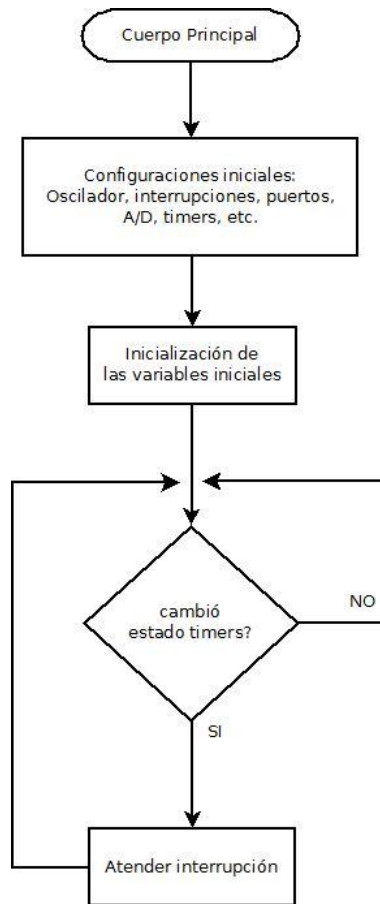 Cuerpo Principal
Configuraciones iniciales:
Oscilador, interrupciones, puertos,
A/D, timers, etc.
Inicialización de
las variables iniciales
cambió
estado timers?
NO
SI
Atender interrupción